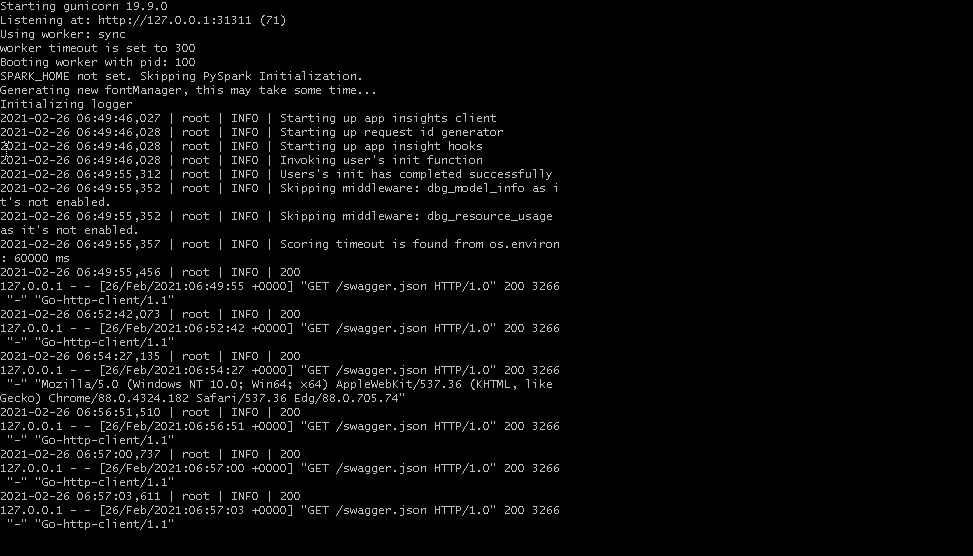 Starting gunicorn 19.9.0
Listening at: http://127.0.0.1:31311 (71)
Using worker: sync
worker timeout is set to 300
Booting worker with pid: 100
SPARK_HOME not set. Skipping PySpark Initialization.
Generating new fontManager, this may take some time...
Initializing logger
2021-02-26 06:49:46,027 | root | INFO | Starting up app insights client
2021-02-26 06:49:46,028 | root | INFO | Starting up request id generator
2021-02-26 06:49:46,028 | root | INFO | Starting up app insight hooks
2021-02-26 06:49:46,028 | root | INFO | Invoking user's init function
2021-02-26 06:49:55,312 | root | INFO | Users's init has completed successfully
2021-02-26 06:49:55,352 | root | INFO | Skipping middleware: dbg_model_info as i
t's not enabled.
2021-02-26 06:49:55,352 | root | INFO | Skipping middleware: dbg_resource_usage
as it's not enabled.
2021-02-26 06:49:55,357 | root | INFO | Scoring timeout is found from os.environ
: 60000 ms
2021-02-26 06:49:55,456 | root | INFO | 200
127.0.0.1 - - [26/Feb/2021:06:49:55 +0000] "GET /swagger.json HTTP/1.0" 200 3266
 "-" "Go-http-client/1.1"
2021-02-26 06:52:42,073 | root | INFO | 200
127.0.0.1 - - [26/Feb/2021:06:52:42 +0000] "GET /swagger.json HTTP/1.0" 200 3266
 "-" "Go-http-client/1.1"
2021-02-26 06:54:27,135 | root | INFO | 200
127.0.0.1 - - [26/Feb/2021:06:54:27 +0000] "GET /swagger.json HTTP/1.0" 200 3266
 "-" "Mozilla/5.0 (Windows NT 10.0; Win64; x64) AppleWebKit/537.36 (KHTML, like
Gecko) Chrome/88.0.4324.182 Safari/537.36 Edg/88.0.705.74"
2021-02-26 06:56:51,510 | root | INFO | 200
127.0.0.1 - - [26/Feb/2021:06:56:51 +0000] "GET /swagger.json HTTP/1.0" 200 3266
 "-" "Go-http-client/1.1"
2021-02-26 06:57:00,737 | root | INFO | 200
127.0.0.1 - - [26/Feb/2021:06:57:00 +0000] "GET /swagger.json HTTP/1.0" 200 3266
 "-" "Go-http-client/1.1"
2021-02-26 06:57:03,611 | root | INFO | 200
127.0.0.1 - - [26/Feb/2021:06:57:03 +0000] "GET /swagger.json HTTP/1.0" 200 3266
 "-" "Go-http-client/1.1"